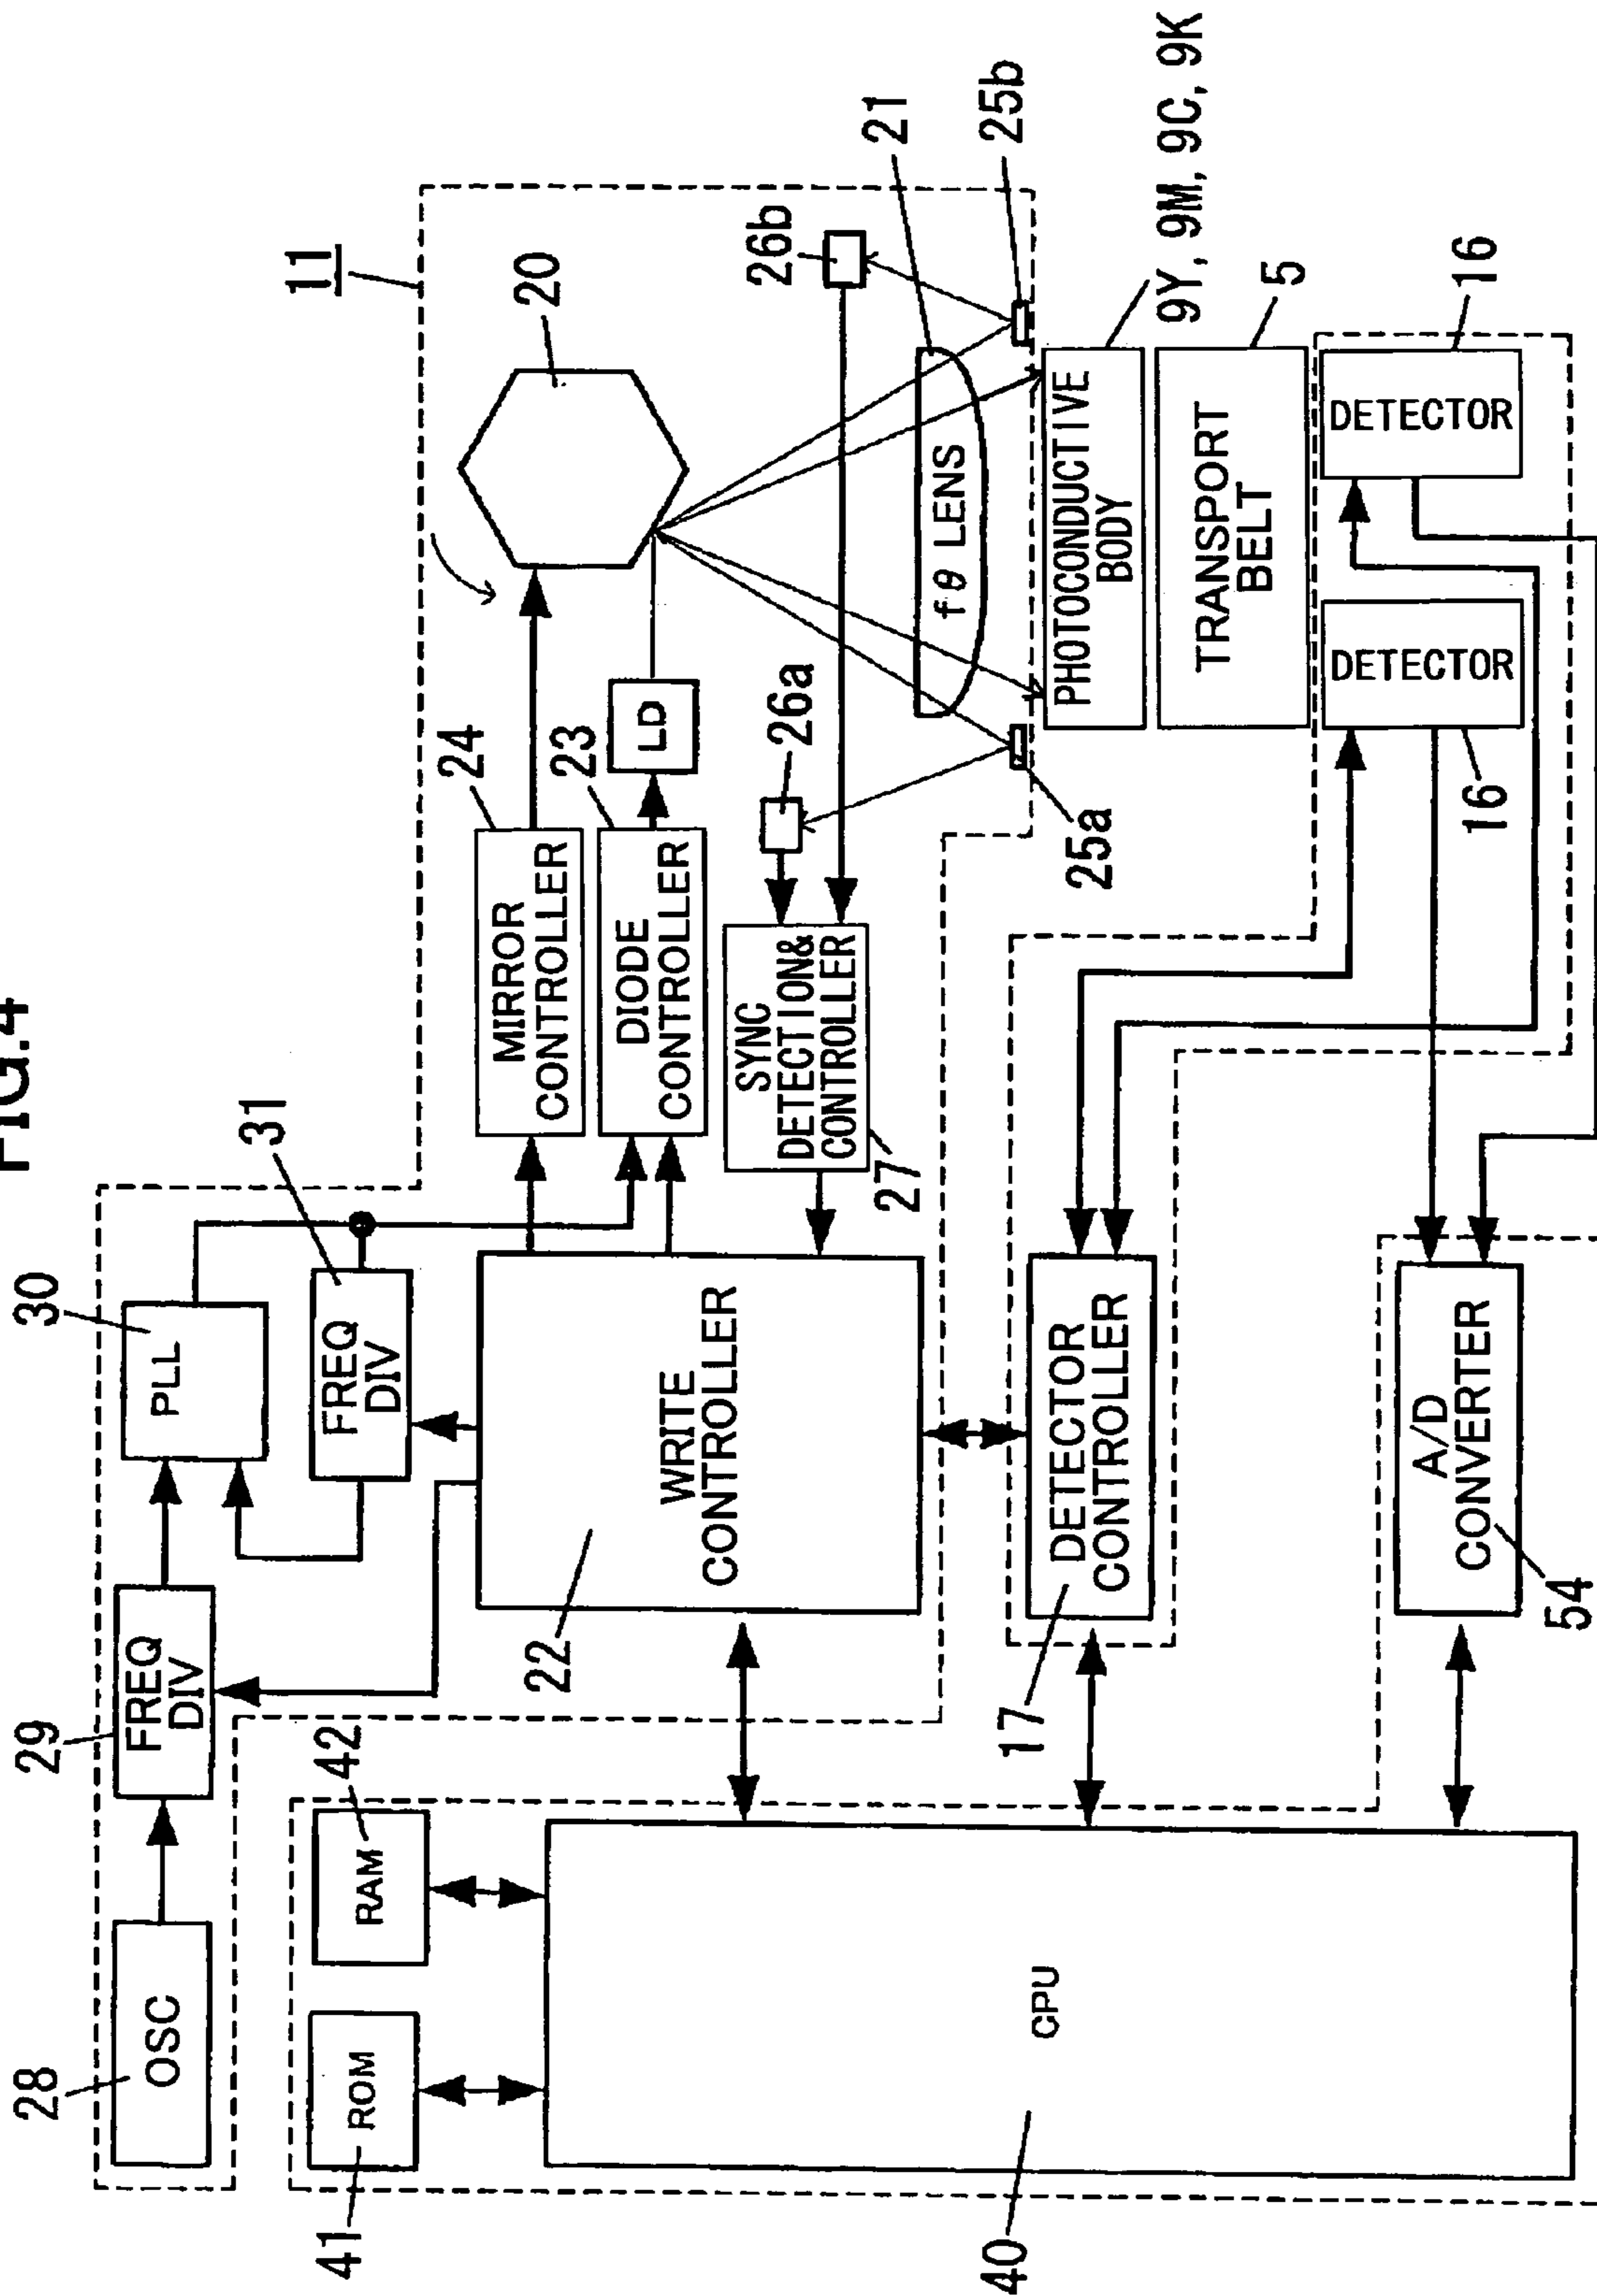 FIG.4
28
OSC
29
FREQ
DIV
30
PLL
31
FREQ
DIV
11
41
ROM
42
RAM
40
CPU
22
WRITE
CONTROLLER
24
MIRROR
CONTROLLER
23
DIODE
CONTROLLER
LD
20
SYNC
DETECTION&
CONTROLLER
27
26a
26b
21
fθ LENS
25a
25b
PHOTOCONDUCTIVE
BODY
9Y, 9M, 9C, 9K
TRANSPORT
BELT
5
17
DETECTOR
CONTROLLER
DETECTOR
16
DETECTOR
16
A/D
CONVERTER
54